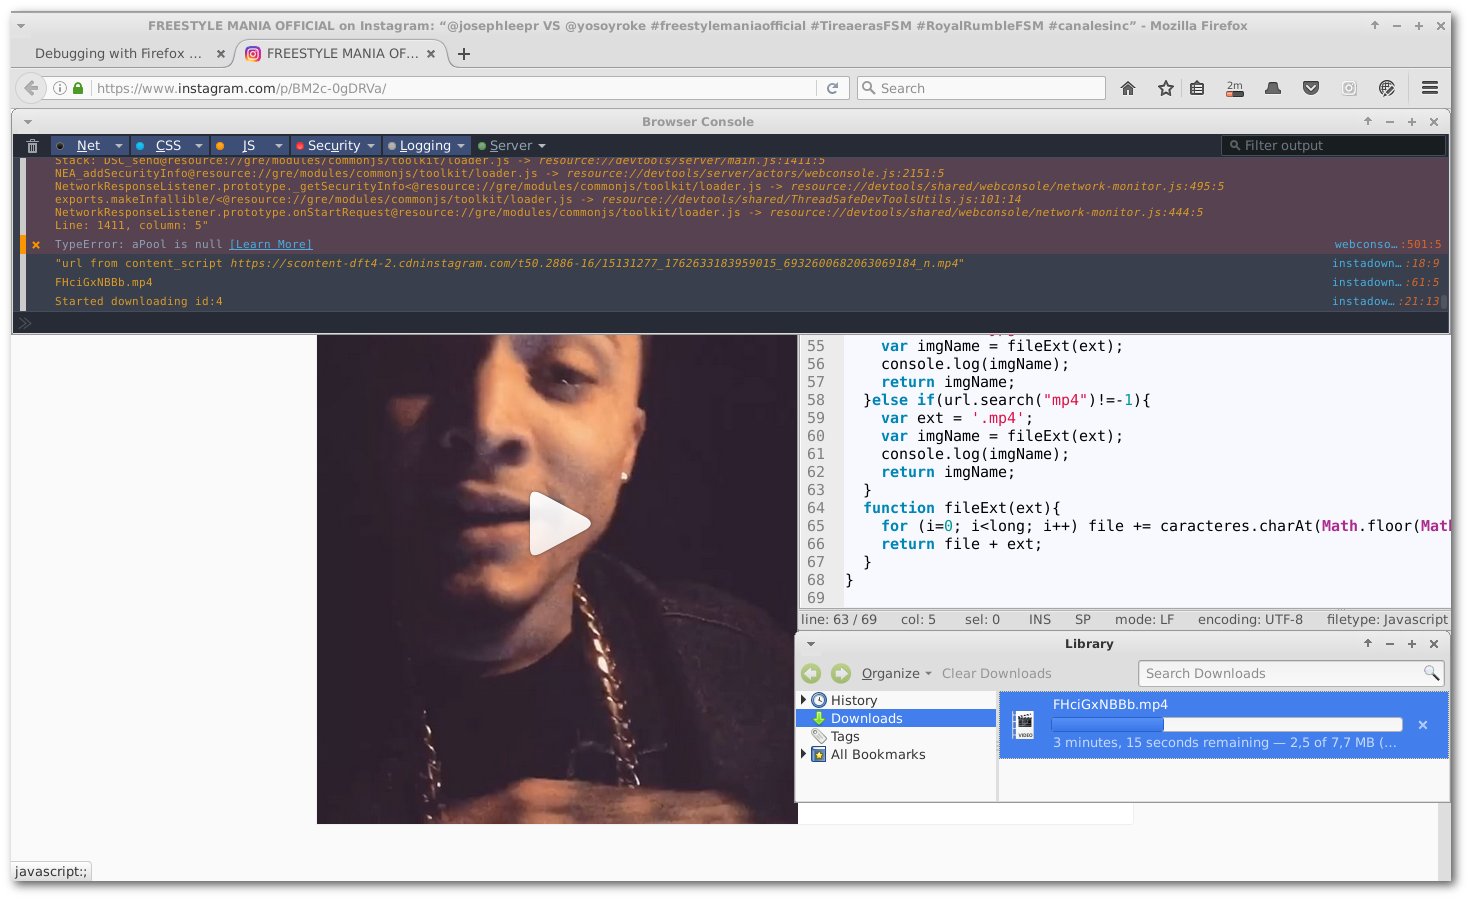 FREESTYLE MANIA OFFICIAL on Instagram: “@josephleepr VS @yosoyroke #freestylemaniaofficial #TireaerasFSM #RoyalRumbleFSM #canalesinc” - Mozilla Firefox
Debugging with Firefox ...
FREESTYLE MANIA OF...
https://www.instagram.com/p/BM2c-0gDRVa/
Search
2m
Browser Console
Net
CSS
JS
Security
Logging
Server
Filter output
Stack: DSC_send@resource://gre/modules/commonjs/toolkit/loader.js -> resource://devtools/server/main.js:1411:5
NEA_addSecurityInfo@resource://gre/modules/commonjs/toolkit/loader.js -> resource://devtools/server/actors/webconsole.js:2151:5
NetworkResponseListener.prototype._getSecurityInfo<@resource://gre/modules/commonjs/toolkit/loader.js -> resource://devtools/shared/webconsole/network-monitor.js:495:5
exports.makeInfallible/<@resource://gre/modules/commonjs/toolkit/loader.js -> resource://devtools/shared/ThreadSafeDevToolsUtils.js:101:14
NetworkResponseListener.prototype.onStartRequest@resource://gre/modules/commonjs/toolkit/loader.js -> resource://devtools/shared/webconsole/network-monitor.js:444:5
Line: 1411, column: 5"
TypeError: aPool is null [Learn More] webconso…:501:5
"url from content_script https://scontent-dft4-2.cdninstagram.com/t50.2886-16/15131277_1762633183959015_6932600682063069184_n.mp4" instadown…:18:9
FHciGxNBBb.mp4 instadown…:61:5
Started downloading id:4 instadow…:21:13
55 var imgName = fileExt(ext);
56 console.log(imgName);
57 return imgName;
58 }else if(url.search("mp4")!=-1){
59 var ext = '.mp4';
60 var imgName = fileExt(ext);
61 console.log(imgName);
62 return imgName;
63 }
64 function fileExt(ext){
65 for (i=0; i<long; i++) file += caracteres.charAt(Math.floor(Mat
66 return file + ext;
67 }
68 }
69
line: 63 / 69 col: 5 sel: 0 INS SP mode: LF encoding: UTF-8 filetype: Javascript
Library
Organize
Clear Downloads
Search Downloads
History
Downloads
Tags
All Bookmarks
FHciGxNBBb.mp4
VIDEO
3 minutes, 15 seconds remaining — 2,5 of 7,7 MB (...
javascript:;